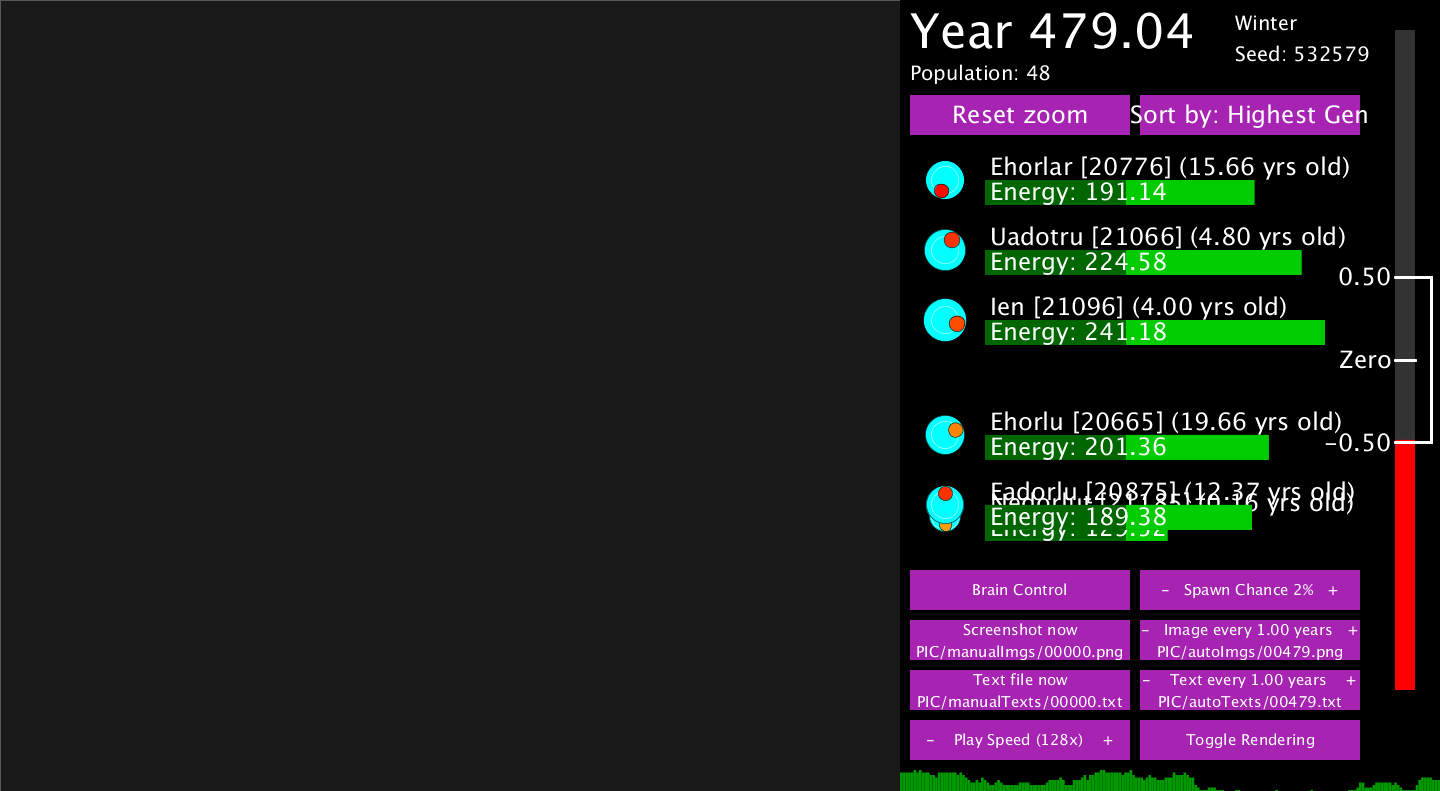 Year 479.04
Winter
Seed: 532579
Population: 48
Reset zoom
Sort by: Highest Gen
Ehorlar [20776] (15.66 yrs old)
Energy: 191.14
Uadotru [21066] (4.80 yrs old)
Energy: 224.58
0.50
Ien [21096] (4.00 yrs old)
Energy: 241.18
Zero
Ehorlu [20665] (19.66 yrs old)
Energy: 201.36
-0.50
Eadorlu [20875] (12.37 yrs old)
yrs old)
Energy: 189.38
Energy:
Brain Control
- Spawn Chance 2% +
Screenshot now
PIC/manualImgs/00000.png
- Image every 1.00 years +
PIC/autoImgs/00479.png
Text file now
PIC/manualTexts/00000.txt
- Text every 1.00 years +
PIC/autoTexts/00479.txt
- Play Speed (128x) +
Toggle Rendering